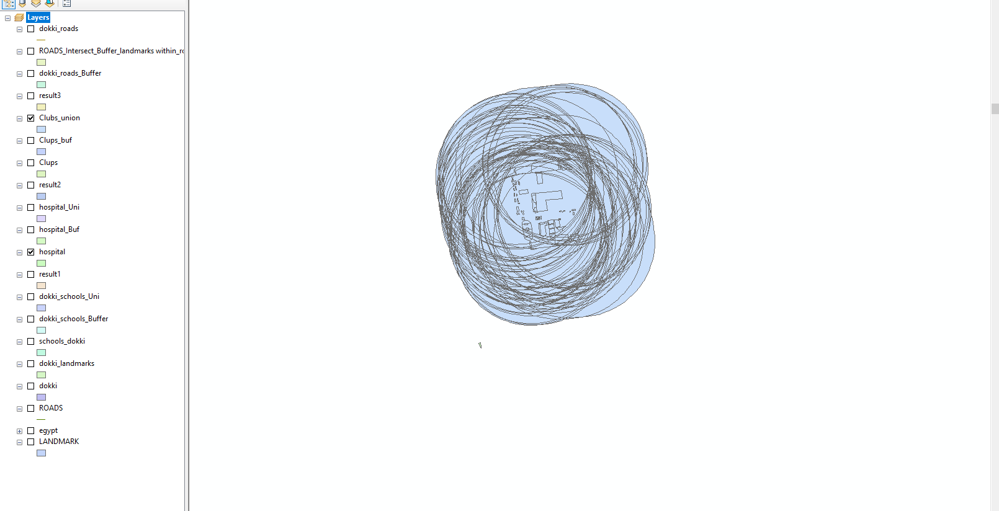 Layers
dokki_roads
ROADS_Intersect_Buffer_landmarks within_r
dokki_roads_Buffer
result3
Clubs_union
Clups_buf
Clups
result2
hospital_Uni
hospital_Buf
hospital
result1
dokki_schools_Uni
dokki_schools_Buffer
schools_dokki
dokki_landmarks
dokki
ROADS
egypt
LANDMARK